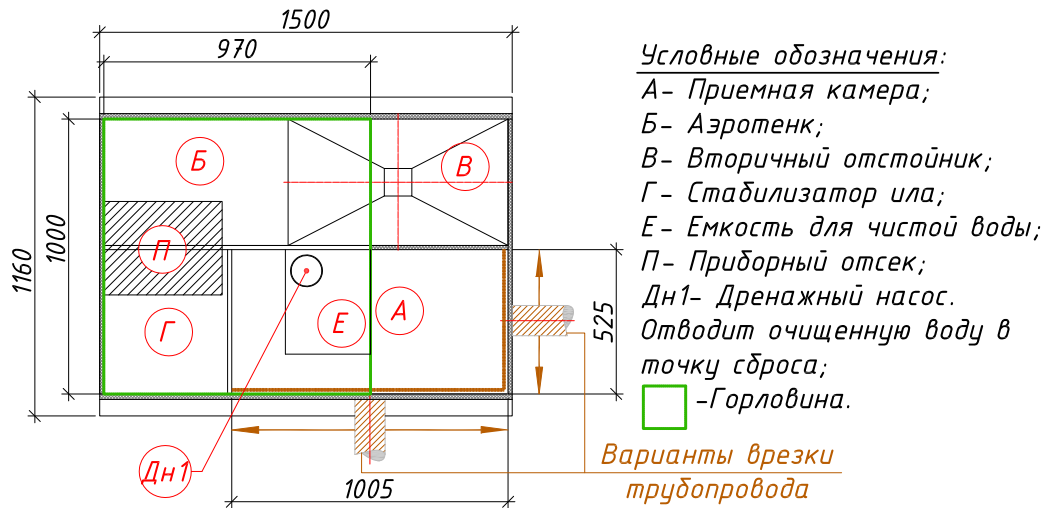 1500
970
Условные обозначения:
А- Приемная камера;
Б- Аэротенк;
В- Вторичный отстойник;
Г- Стабилизатор ила;
Е- Емкость для чистой воды;
П- Приборный отсек;
Дн1- Дренажный насос.
Отводит очищенную воду в
точку сброса;
-Горловина.
Б
В
П
1000
1160
Г
Е
А
525
Дн1
Варианты врезки
трубопровода
1005